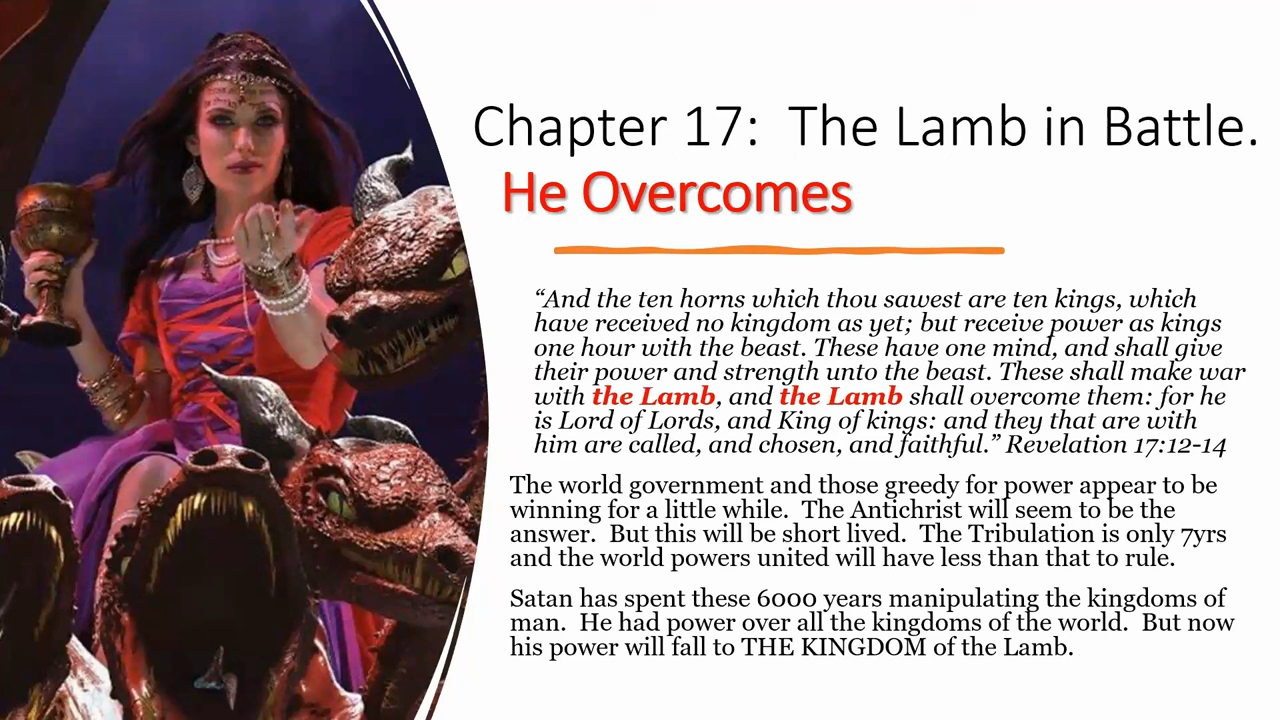 Chapter 17:  The Lamb in Battle.
He Overcomes
“And the ten horns which thou sawest are ten kings, which
have received no kingdom as yet; but receive power as kings
one hour with the beast. These have one mind, and shall give
their power and strength unto the beast. These shall make war
with the Lamb, and the Lamb shall overcome them: for he
is Lord of Lords, and King of kings: and they that are with
him are called, and chosen, and faithful.” Revelation 17:12-14
The world government and those greedy for power appear to be
winning for a little while.  The Antichrist will seem to be the
answer.  But this will be short lived.  The Tribulation is only 7yrs
and the world powers united will have less than that to rule.
Satan has spent these 6000 years manipulating the kingdoms of
man.  He had power over all the kingdoms of the world.  But now
his power will fall to THE KINGDOM of the Lamb.